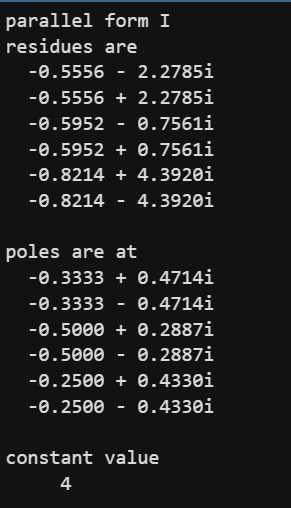 parallel form I
residues are
-0.5556 - 2.2785i
-0.5556 + 2.2785i
-0.5952 - 0.7561i
-0.5952 + 0.7561i
-0.8214 + 4.3920i
-0.8214 - 4.3920i
poles are at
-0.3333 + 0.4714i
-0.3333 - 0.4714i
-0.5000 + 0.2887i
-0.5000 - 0.2887i
-0.2500 + 0.4330i
-0.2500 - 0.4330i
constant value
4